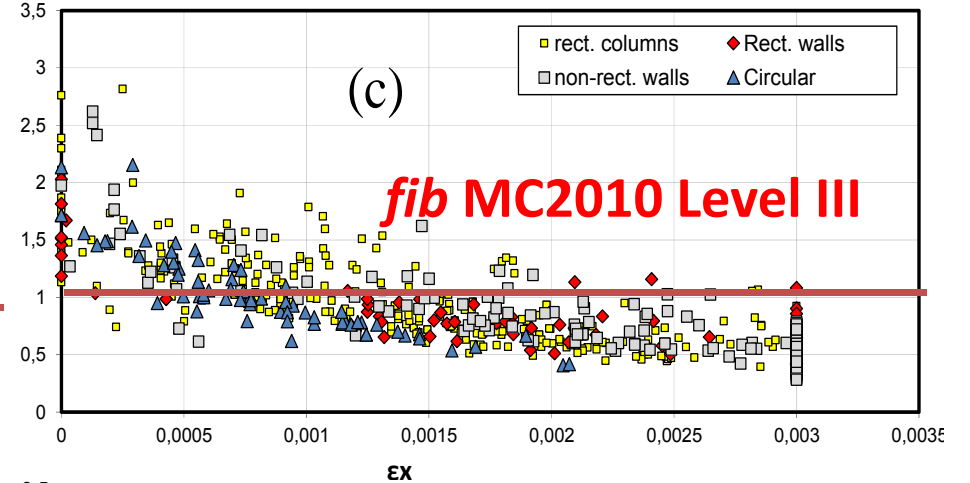 3,5
rect. columns Rect. walls
non-rect. walls Circular
3
(c)
2,5
2
fib MC2010 Level III
1,5
1
0,5
0
0 0,0005 0,001 0,0015 0,002 0,0025 0,003 0,0035
εx